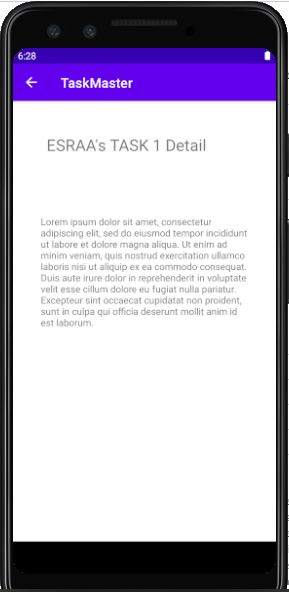 6:28
TaskMaster
ESRAA's TASK 1 Detail
Lorem ipsum dolor sit amet, consectetur
adipiscing elit, sed do eiusmod tempor incididunt
ut labore et dolore magna aliqua. Ut enim ad
minim veniam, quis nostrud exercitation ullamco
laboris nisi ut aliquip ex ea commodo consequat.
Duis aute irure dolor in reprehenderit in voluptate
velit esse cillum dolore eu fugiat nulla pariatur.
Excepteur sint occaecat cupidatat non proident,
sunt in culpa qui officia deserunt mollit anim id
est laborum.